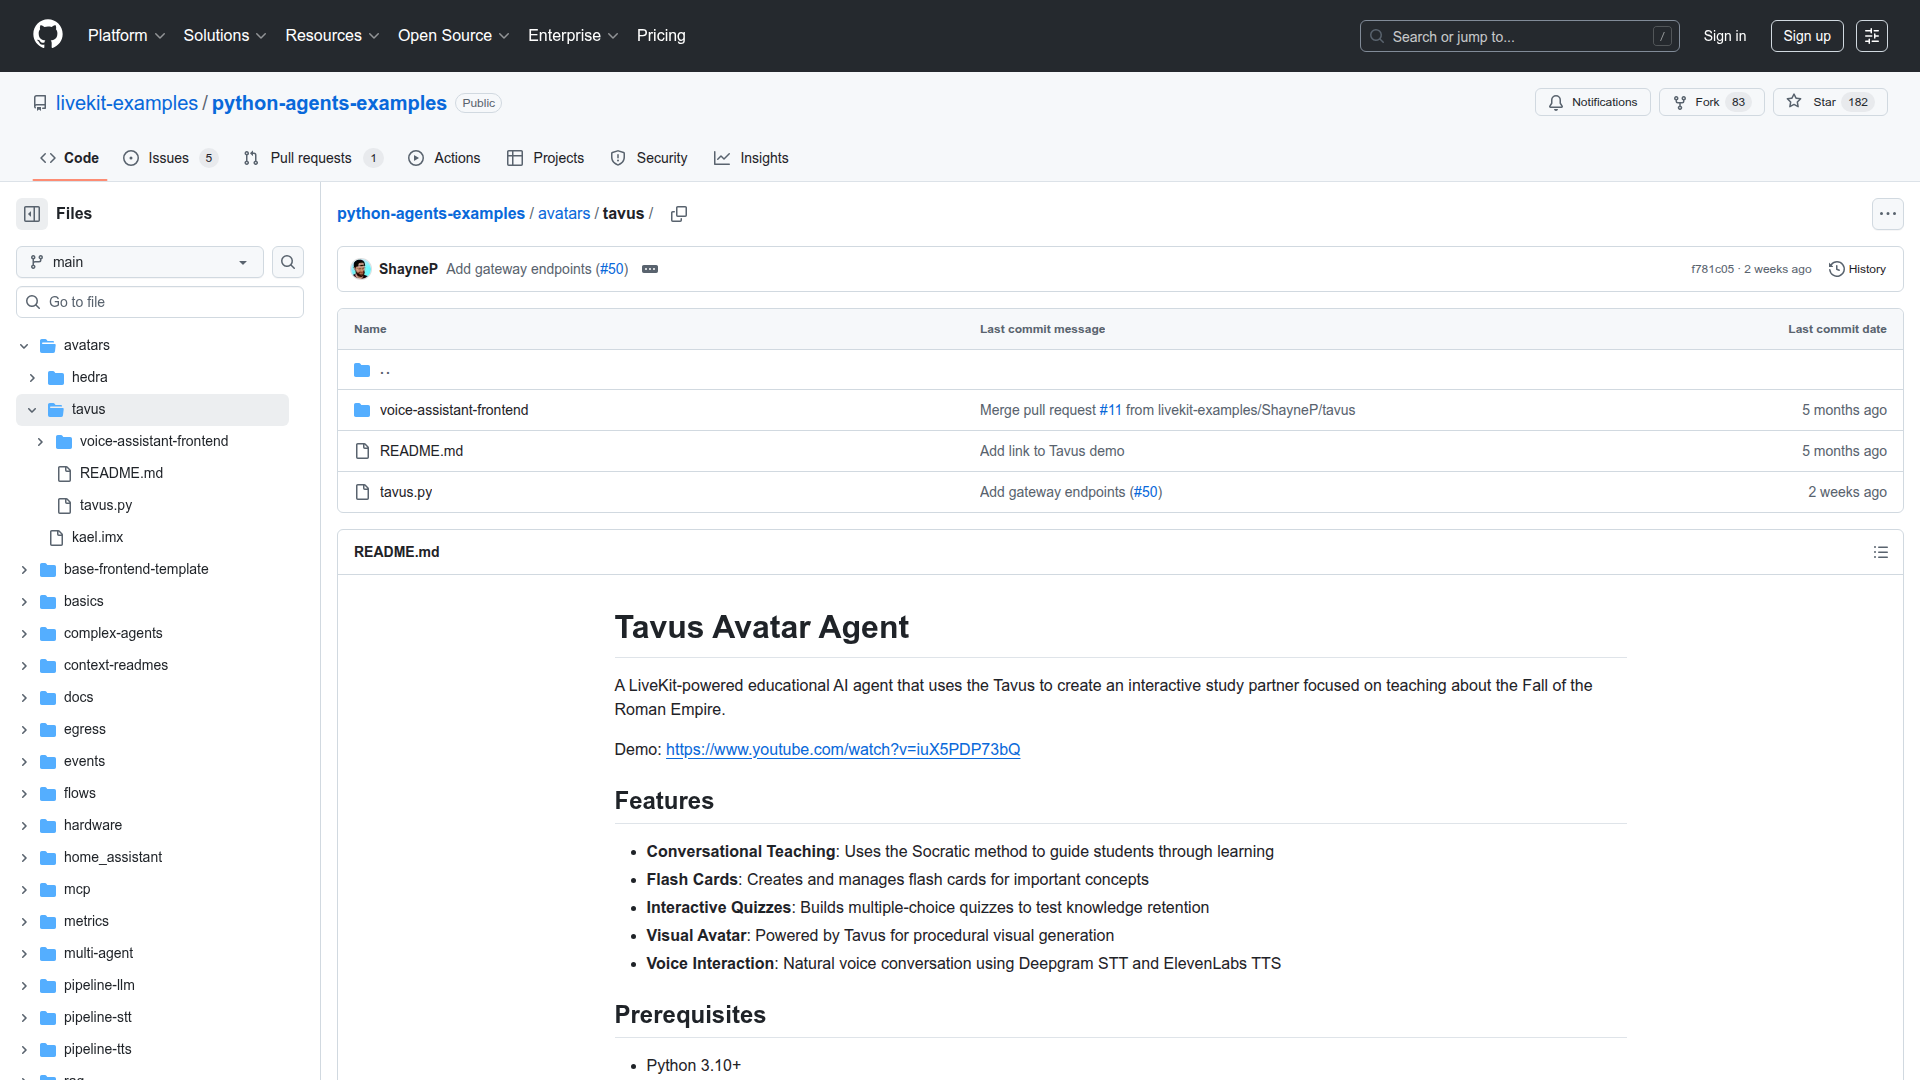 Platform Solutions Resources Open Source Enterprise Pricing Search or jump to... / Sign in Sign up
livekit-examples / python-agents-examples Public Notifications Fork 83 Star 182
Code Issues 5 Pull requests 1 Actions Projects Security Insights
Files
main
Go to file
avatars
hedra
tavus
voice-assistant-frontend
README.md
tavus.py
kael.imx
base-frontend-template
basics
complex-agents
context-readmes
docs
egress
events
flows
hardware
home_assistant
mcp
metrics
multi-agent
pipeline-llm
pipeline-stt
pipeline-tts
python-agents-examples / avatars / tavus /
ShayneP Add gateway endpoints (#50) f781c05 · 2 weeks ago History
Name Last commit message Last commit date
..
voice-assistant-frontend Merge pull request #11 from livekit-examples/ShayneP/tavus 5 months ago
README.md Add link to Tavus demo 5 months ago
tavus.py Add gateway endpoints (#50) 2 weeks ago
README.md
Tavus Avatar Agent
A LiveKit-powered educational AI agent that uses the Tavus to create an interactive study partner focused on teaching about the Fall of the
Roman Empire.
Demo: https://www.youtube.com/watch?v=iuX5PDP73bQ
Features
• Conversational Teaching: Uses the Socratic method to guide students through learning
• Flash Cards: Creates and manages flash cards for important concepts
• Interactive Quizzes: Builds multiple-choice quizzes to test knowledge retention
• Visual Avatar: Powered by Tavus for procedural visual generation
• Voice Interaction: Natural voice conversation using Deepgram STT and ElevenLabs TTS
Prerequisites
• Python 3.10+